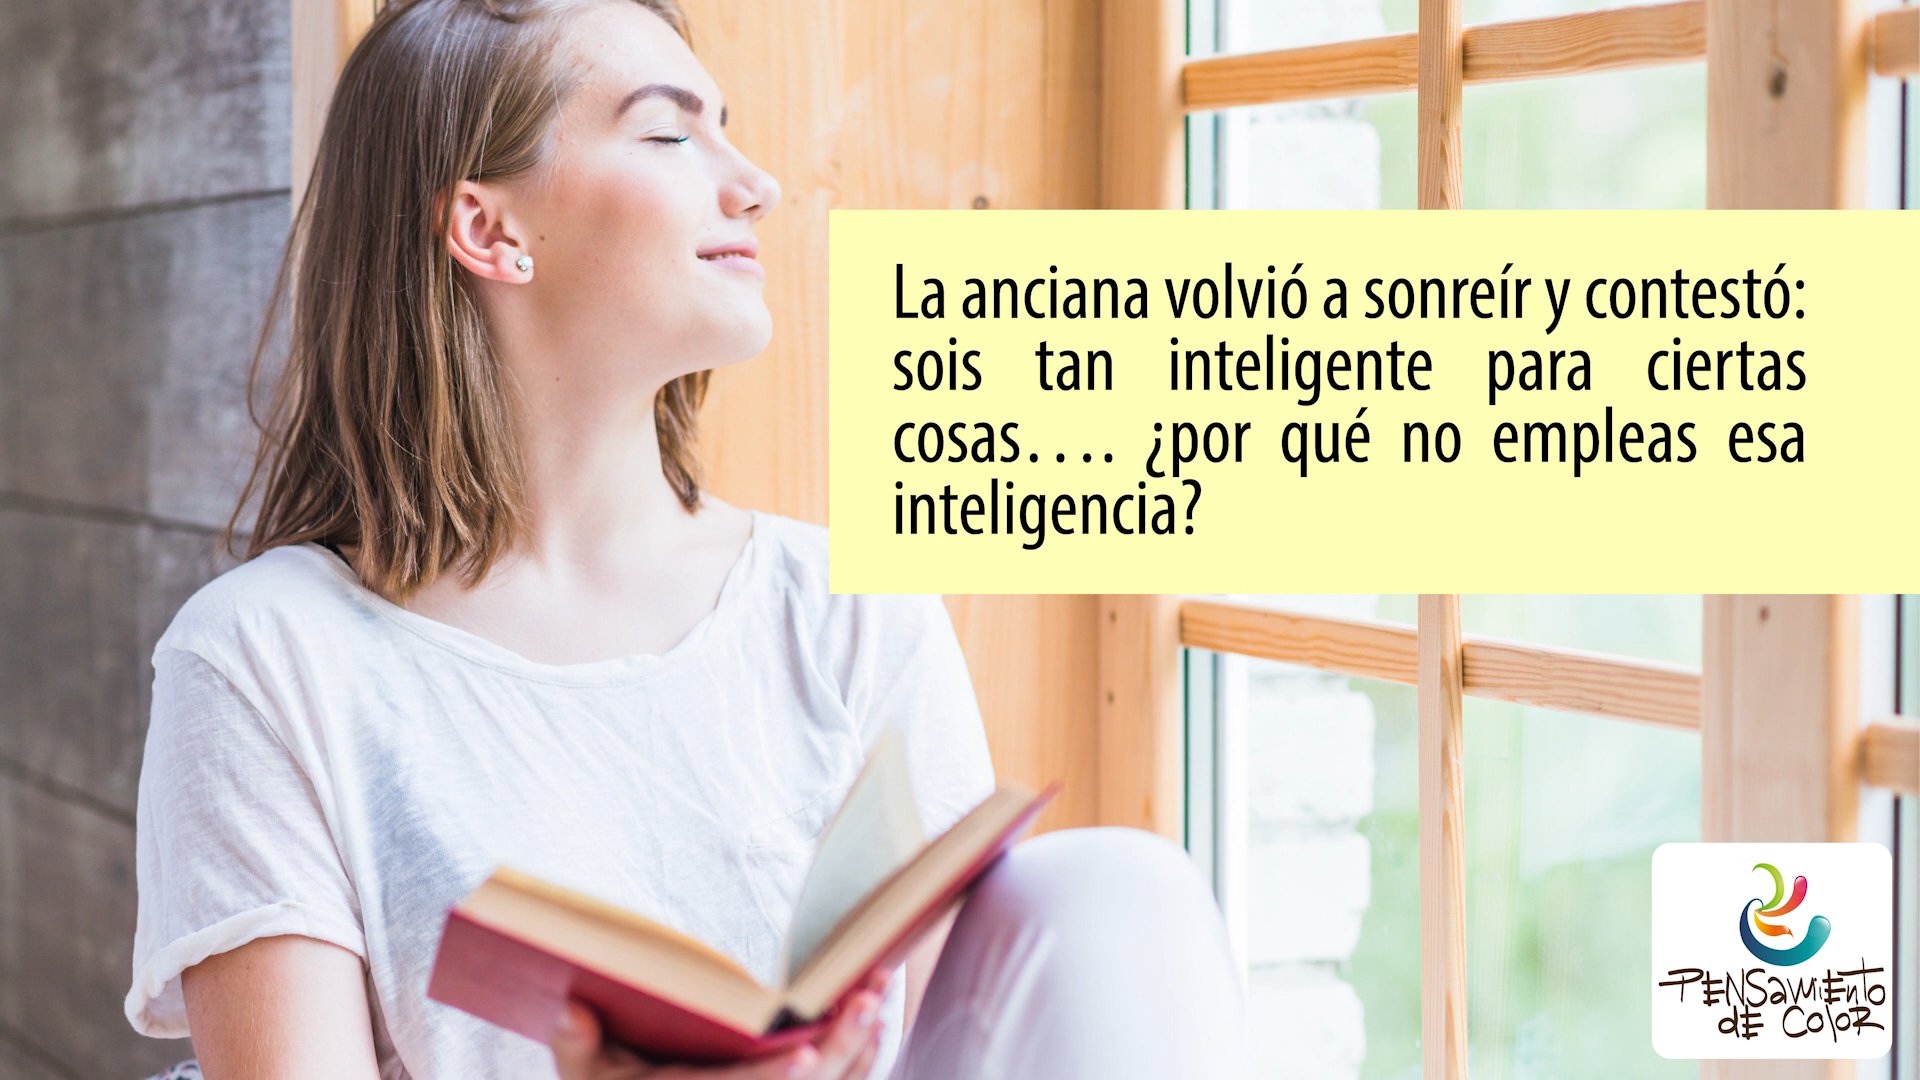 La anciana volvió a sonreír y contestó:
sois tan inteligente para ciertas
cosas.... ¿por qué no empleas esa
inteligencia?
PENSaMiENto
dE ColoR